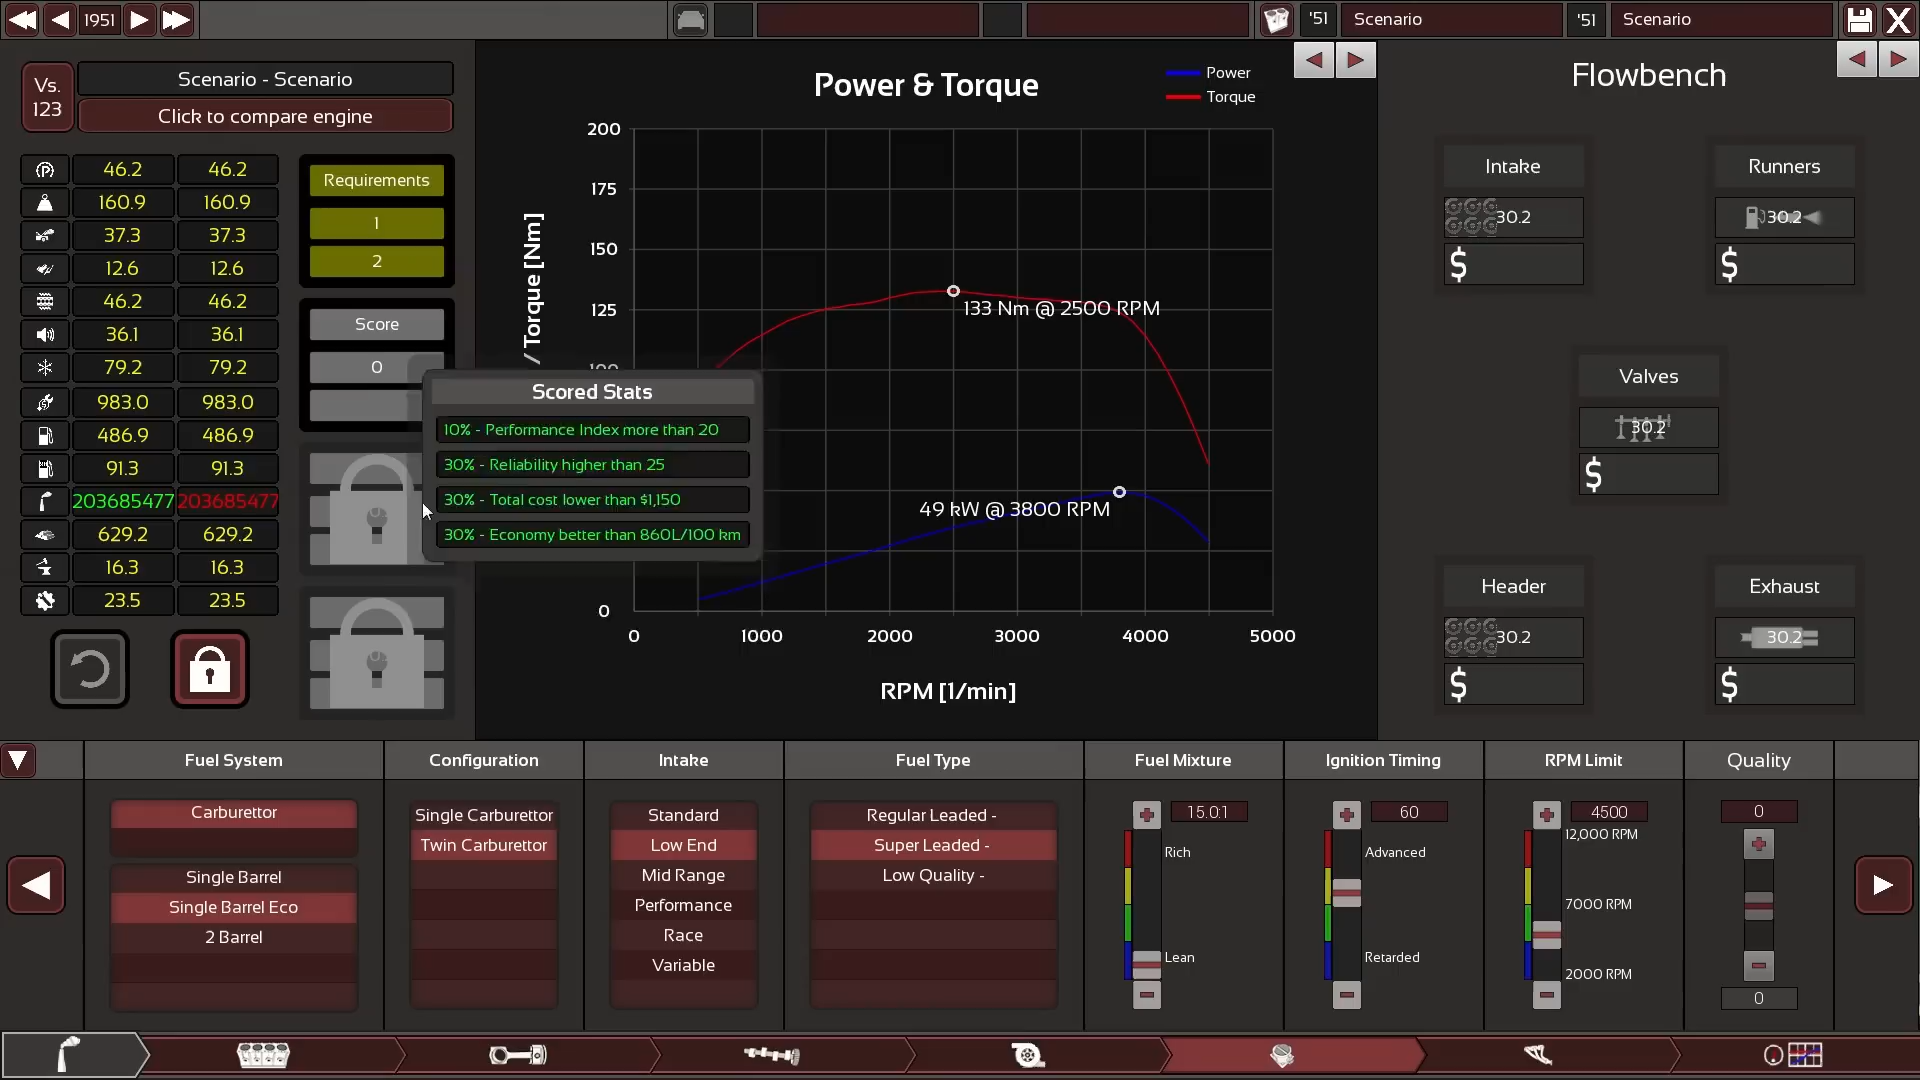 1951
'51
Scenario
'51
Scenario
Vs.
123
Scenario - Scenario
Click to compare engine
46.2 46.2
160.9 160.9
37.3 37.3
12.6 12.6
46.2 46.2
36.1 36.1
79.2 79.2
983.0 983.0
486.9 486.9
91.3 91.3
203685477 203685477
629.2 629.2
16.3 16.3
23.5 23.5
Requirements
1
2
Score
0
Scored Stats
10% - Performance Index more than 20
30% - Reliability higher than 25
30% - Total cost lower than $1,150
30% - Economy better than 860L/100 km
Power & Torque
Power
Torque
/ Torque [Nm]
200
175
150
125
0
133 Nm @ 2500 RPM
49 kW @ 3800 RPM
0 1000 2000 3000 4000 5000
RPM [1/min]
Flowbench
Intake
30.2
$
Runners
30.2
$
Valves
30.2
$
Header
30.2
$
Exhaust
30.2
$
Fuel System
Carburettor
Single Barrel
Single Barrel Eco
2 Barrel
Configuration
Single Carburettor
Twin Carburettor
Intake
Standard
Low End
Mid Range
Performance
Race
Variable
Fuel Type
Regular Leaded -
Super Leaded -
Low Quality -
Fuel Mixture
15.0:1
Rich
Lean
Ignition Timing
60
Advanced
Retarded
RPM Limit
4500
12,000 RPM
7000 RPM
2000 RPM
Quality
0
0